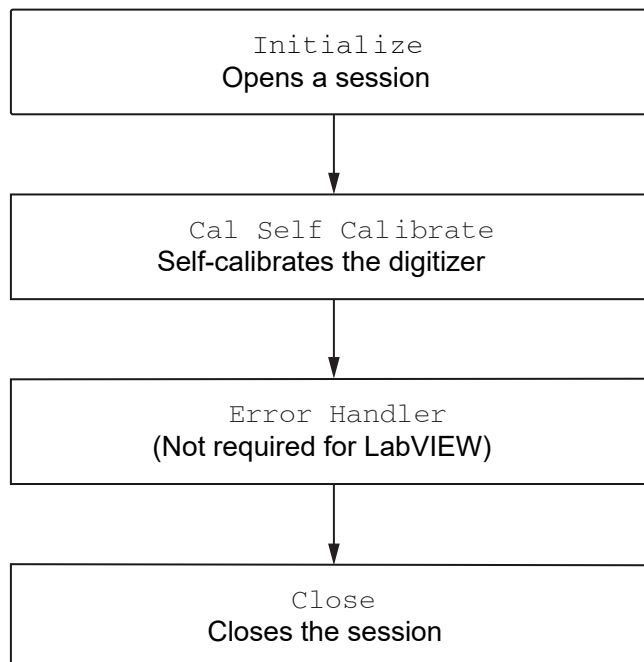 Initialize
Opens a session
Cal Self Calibrate
Self-calibrates the digitizer
Error Handler
(Not required for LabVIEW)
Close
Closes the session